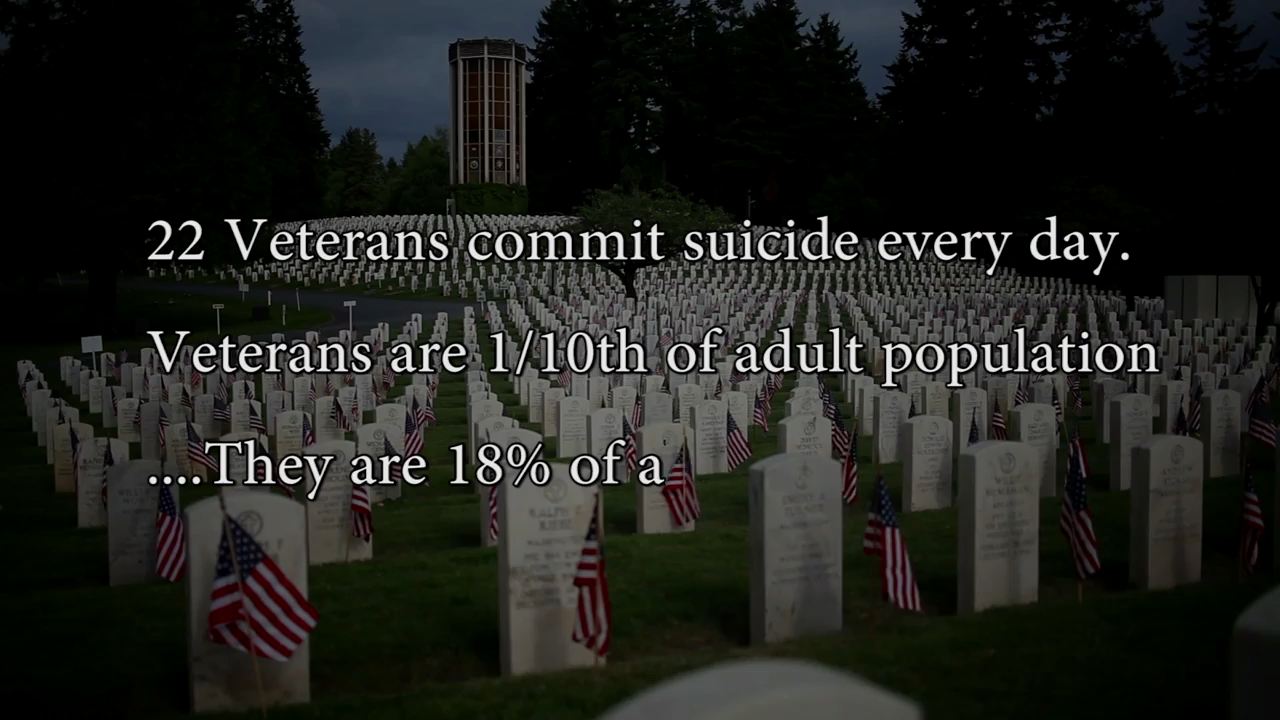 22 Veterans commit suicide every day.
Veterans are 1/10th of adult population
....They are 18% of a